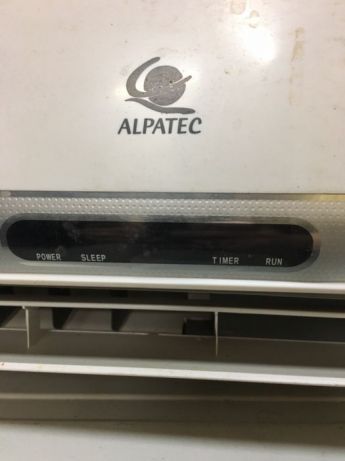 ALPATEC
POWER SLEEP TIMER RUN